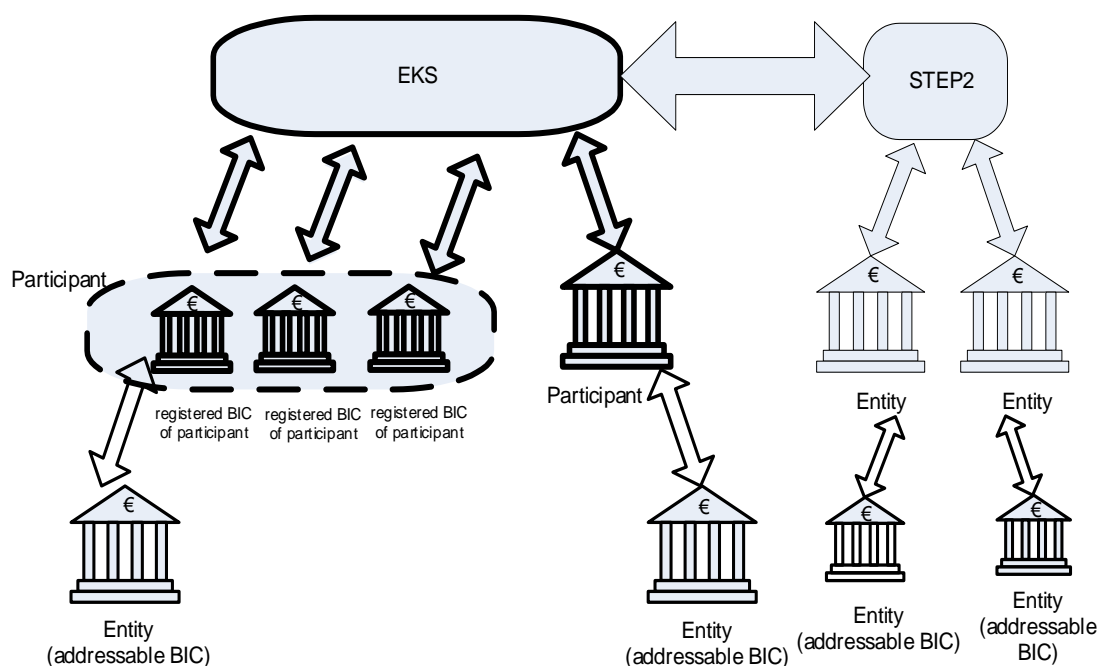 EKS
STEP2
€
Participant
€
€
€
€
€
registered BIC
of participant
registered BIC
of participant
registered BIC
of participant
Participant
Entity
Entity
€
€
€
€
Entity
(addressable BIC)
Entity
(addressable BIC)
Entity
(addressable BIC)
Entity
(addressable
BIC)